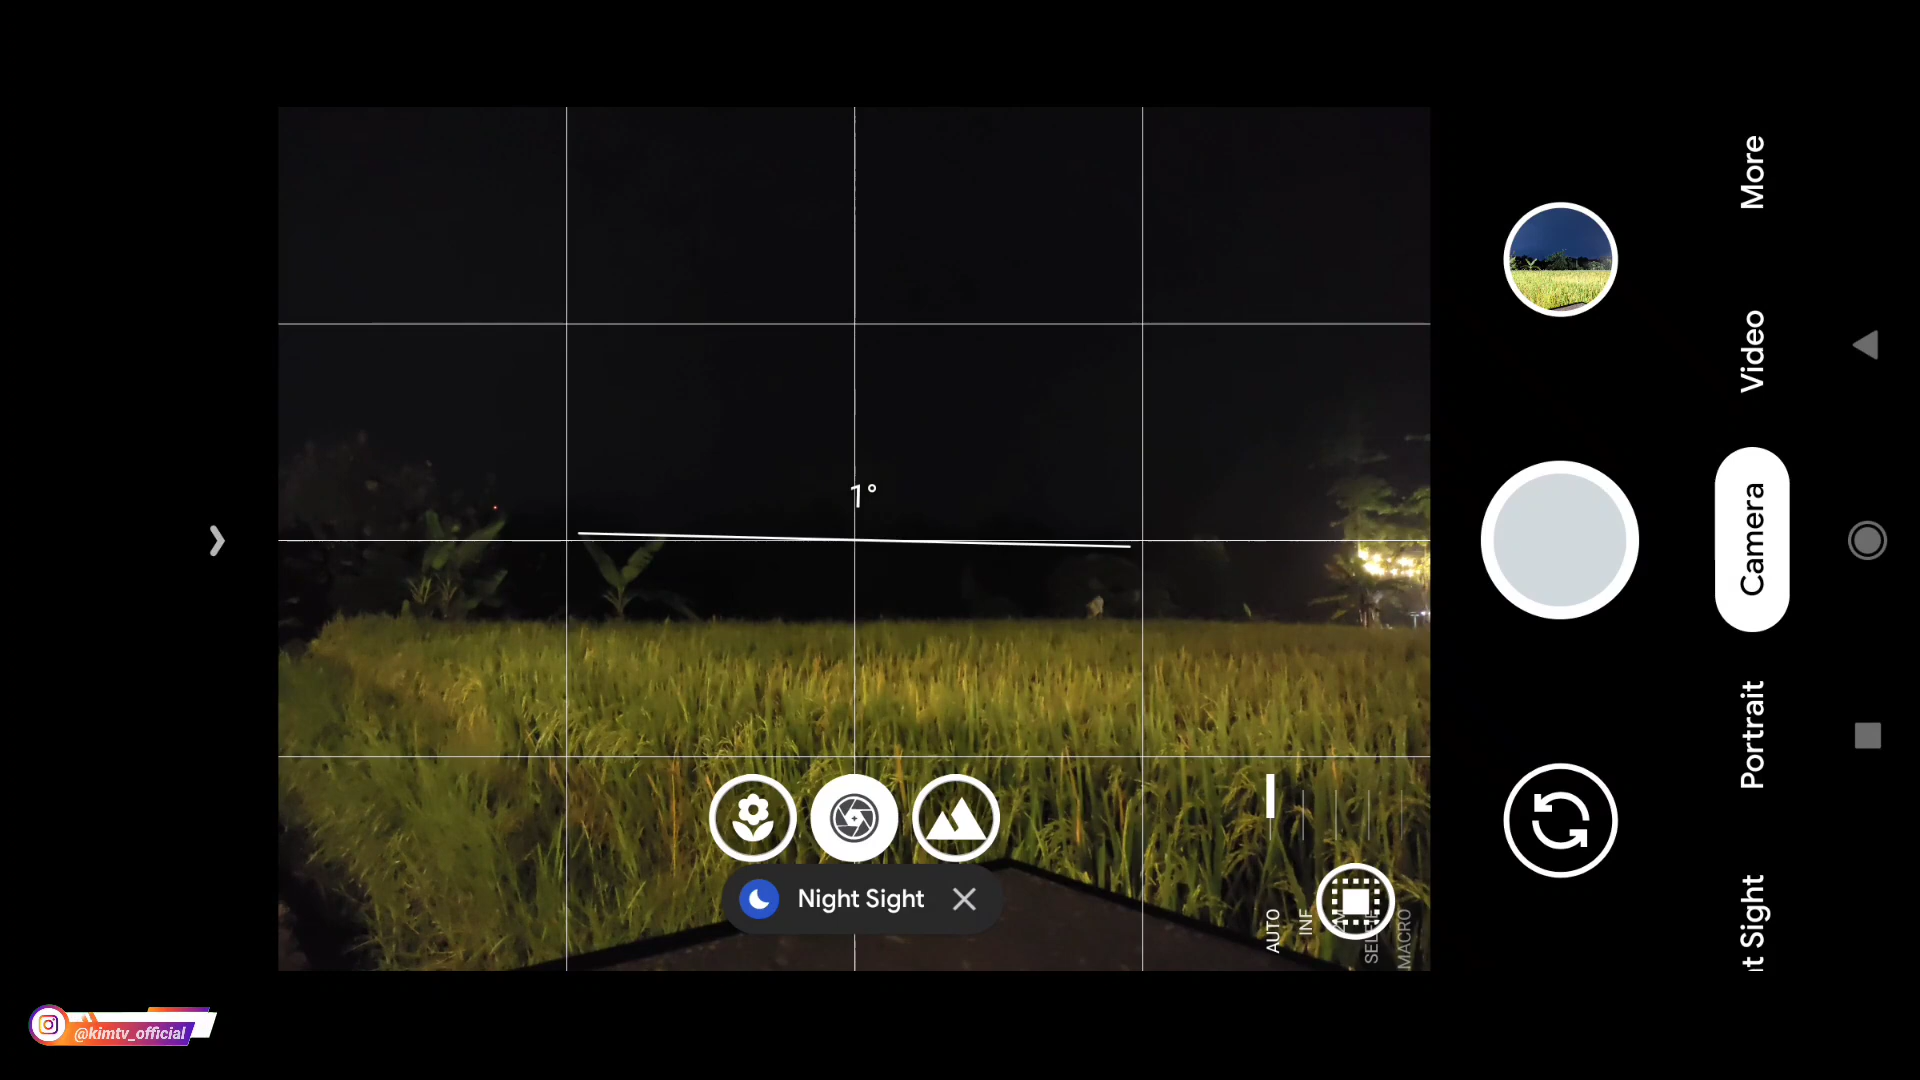 More
Video
Camera
Portrait
t Sight
1°
Night Sight
AUTO
INF
MACRO
@kimtv_official